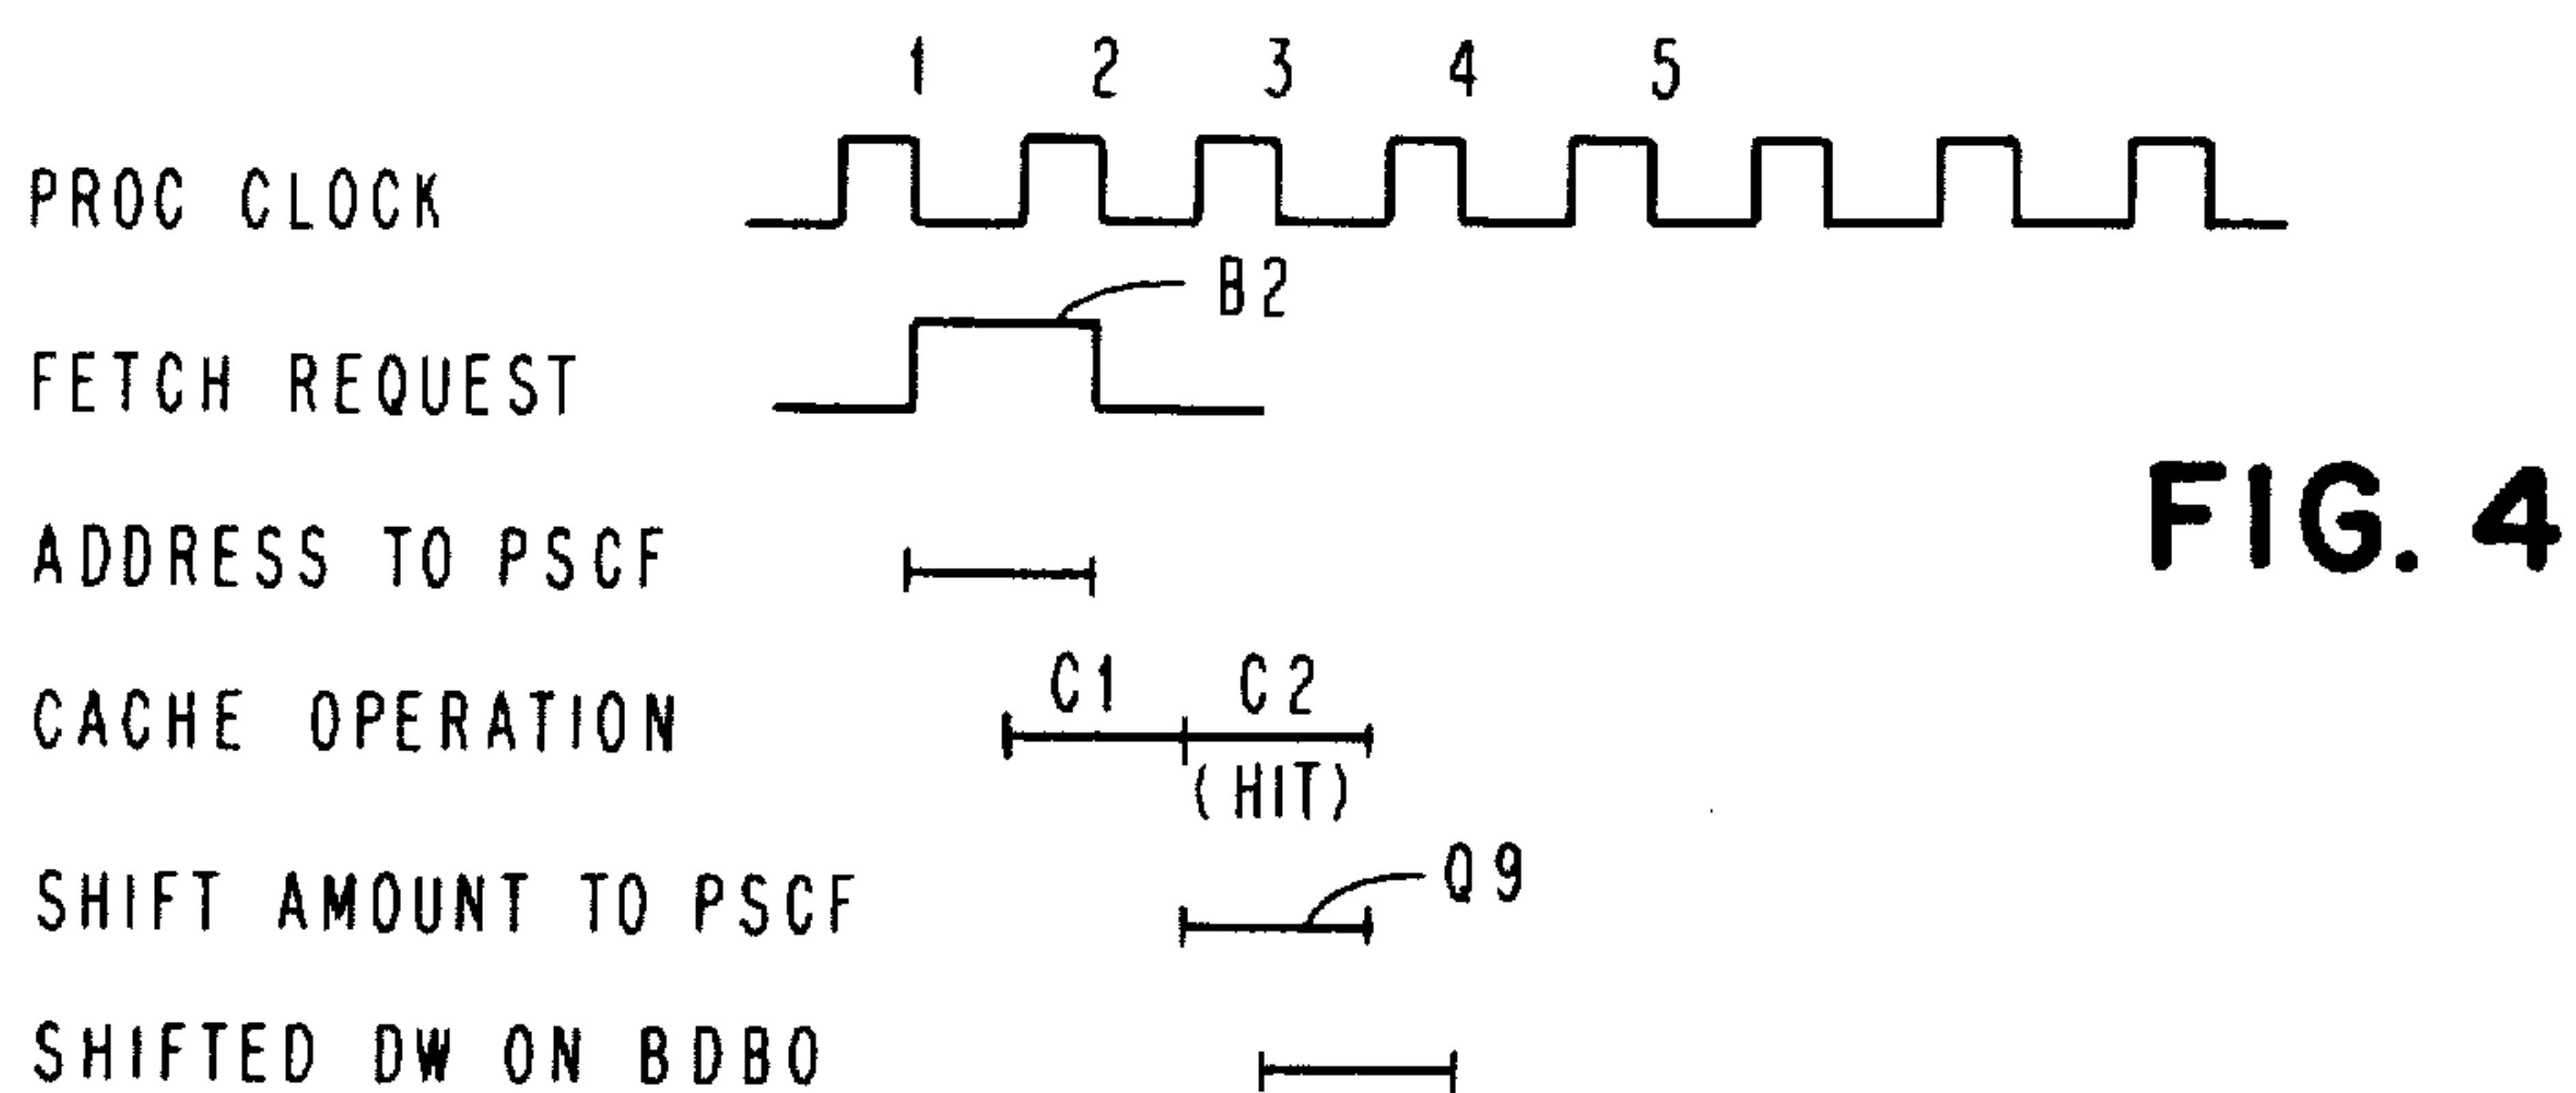 1 2 3 4 5
PROC CLOCK
B2
FETCH REQUEST
FIG. 4
ADDRESS TO PSCF
C1 C2
CACHE OPERATION
(HIT)
Q9
SHIFT AMOUNT TO PSCF
SHIFTED DW ON BDBO